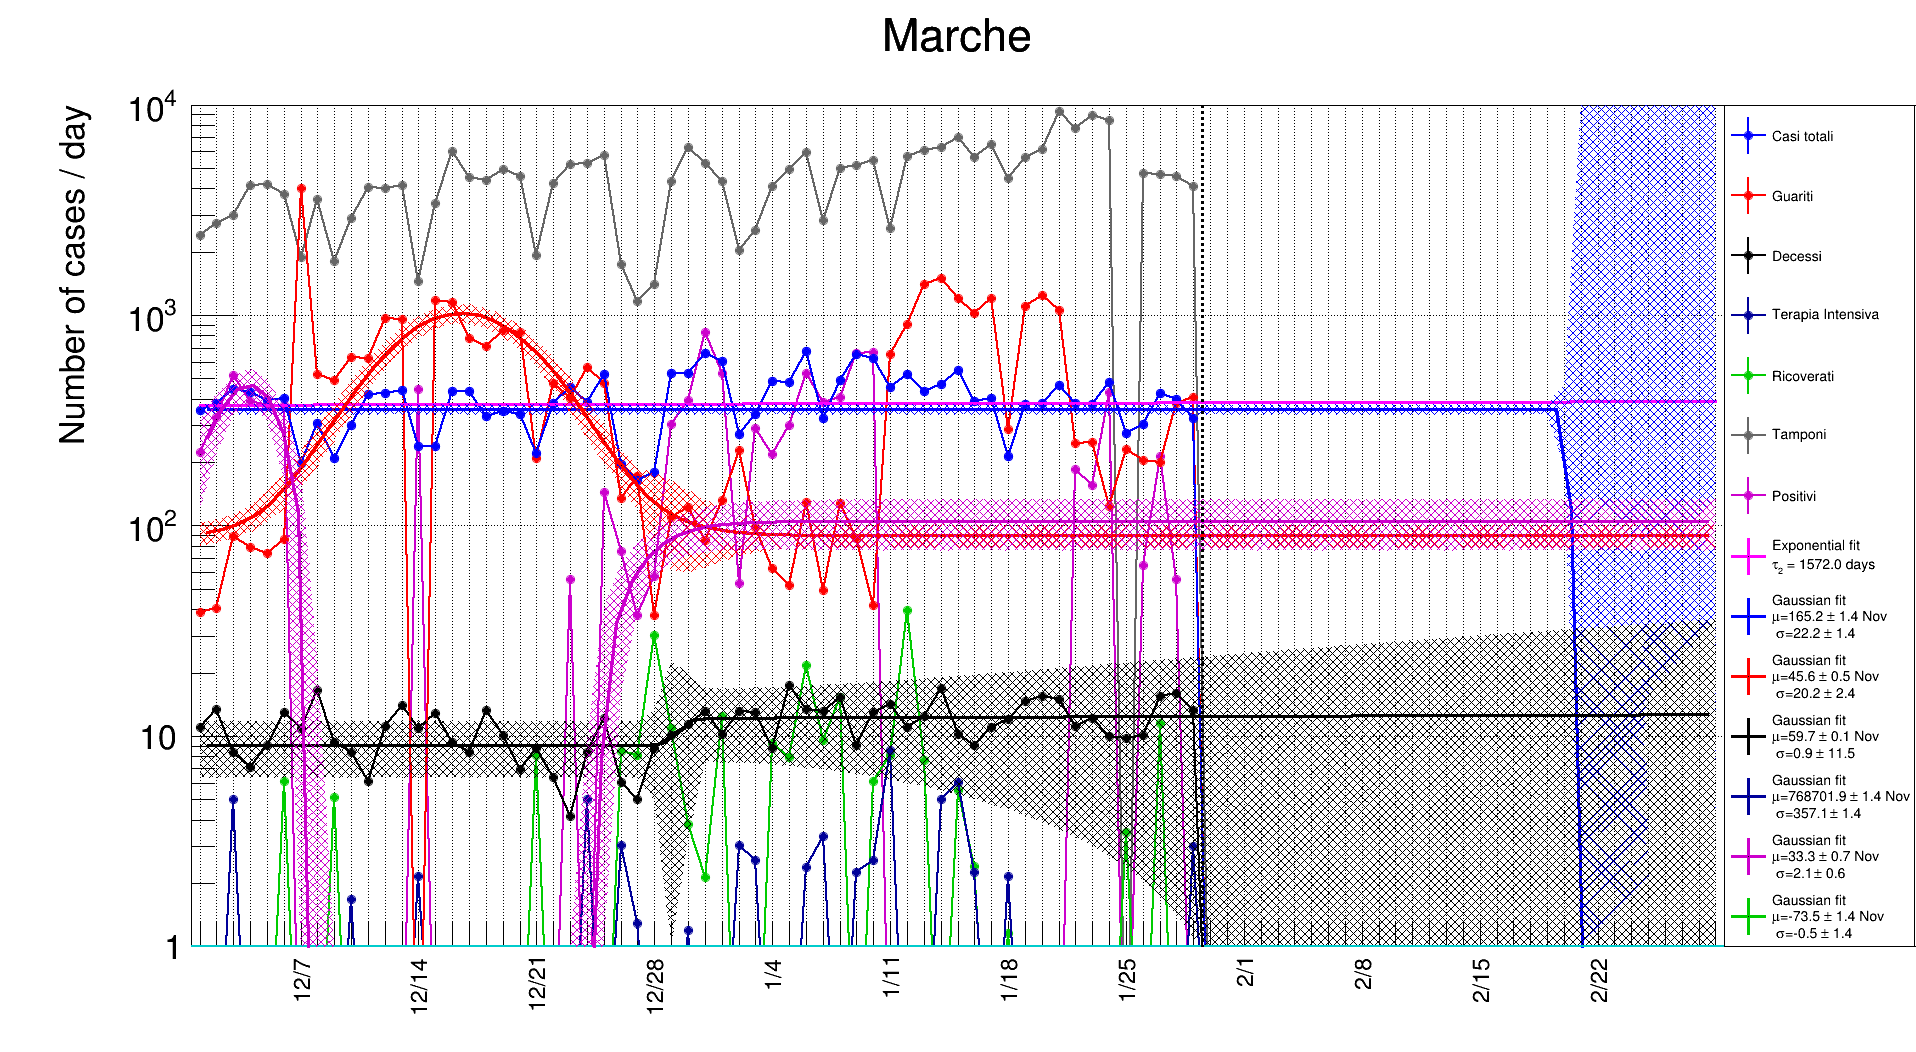 Marche
Number of cases / day
10^4
10^3
10^2
10
1
12/7
12/14
12/21
12/28
1/4
1/11
1/18
1/25
2/1
2/8
2/15
2/22
Casi totali
Guariti
Decessi
Terapia Intensiva
Ricoverati
Tamponi
Positivi
Exponential fit
τ₂ = 1572.0 days
Gaussian fit
μ=165.2 ± 1.4 Nov
σ=22.2 ± 1.4
Gaussian fit
μ=45.6 ± 0.5 Nov
σ=20.2 ± 2.4
Gaussian fit
μ=59.7 ± 0.1 Nov
σ=0.9 ± 11.5
Gaussian fit
μ=768701.9 ± 1.4 Nov
σ=357.1 ± 1.4
Gaussian fit
μ=33.3 ± 0.7 Nov
σ=2.1 ± 0.6
Gaussian fit
μ=-73.5 ± 1.4 Nov
σ=-0.5 ± 1.4